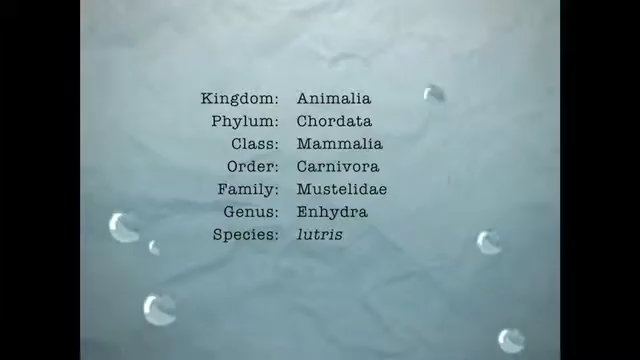 Kingdom: Animalia
Phylum: Chordata
Class: Mammalia
Order: Carnivora
Family: Mustelidae
Genus: Enhydra
Species: lutris